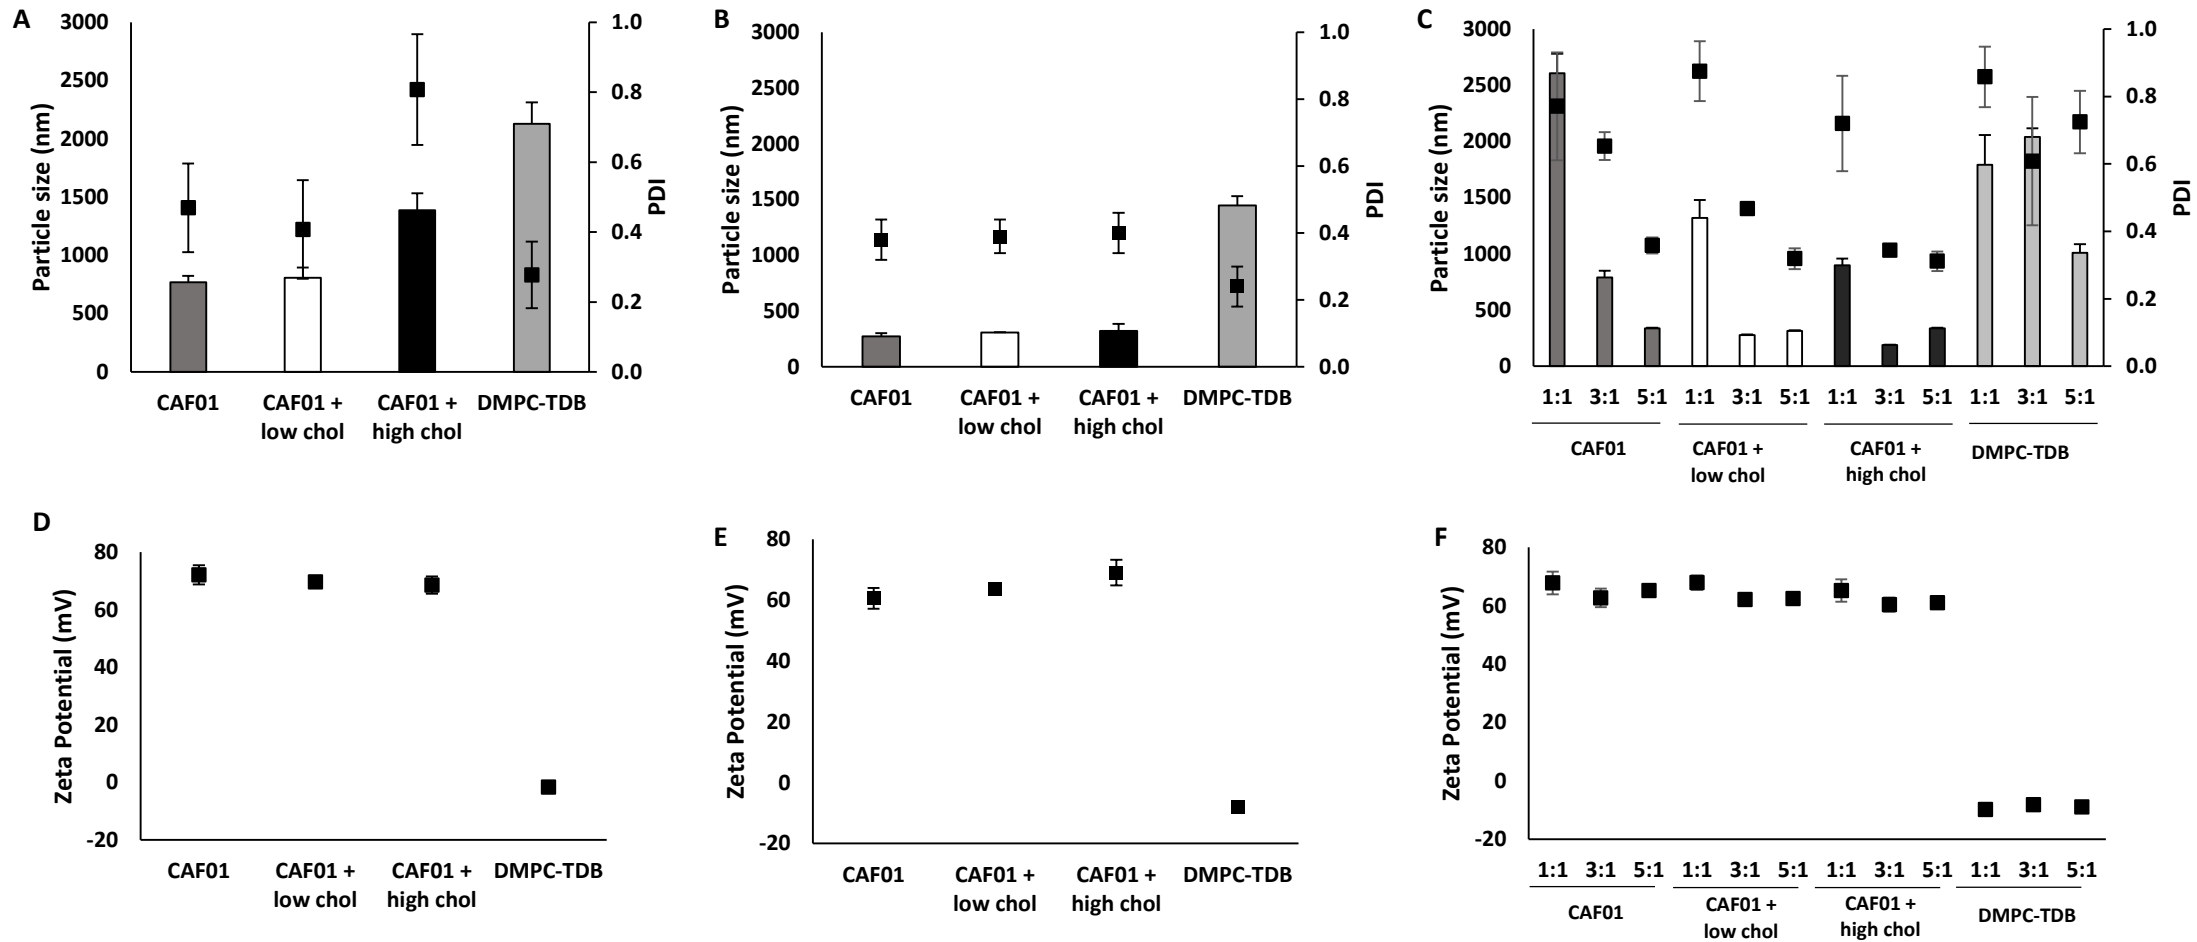 A
3000
2500
2000
1500
1000
500
0
Particle size (nm)
1.0
0.8
0.6
0.4
0.2
0.0
PDI
CAF01
CAF01 +
low chol
CAF01 +
high chol
DMPC-TDB
B
3000
2500
2000
1500
1000
500
0
Particle size (nm)
1.0
0.8
0.6
0.4
0.2
0.0
PDI
CAF01
CAF01 +
low chol
CAF01 +
high chol
DMPC-TDB
C
3000
2500
2000
1500
1000
500
0
Particle size (nm)
1.0
0.8
0.6
0.4
0.2
0.0
PDI
1:1 3:1 5:1 1:1 3:1 5:1 1:1 3:1 5:1 1:1 3:1 5:1
CAF01
CAF01 +
low chol
CAF01 +
high chol
DMPC-TDB
D
80
60
40
20
0
-20
Zeta Potential (mV)
CAF01
CAF01 +
low chol
CAF01 +
high chol
DMPC-TDB
E
80
60
40
20
0
-20
Zeta Potential (mV)
CAF01
CAF01 +
low chol
CAF01 +
high chol
DMPC-TDB
F
80
60
40
20
0
-20
Zeta Potential (mV)
1:1 3:1 5:1 1:1 3:1 5:1 1:1 3:1 5:1 1:1 3:1 5:1
CAF01
CAF01 +
low chol
CAF01 +
high chol
DMPC-TDB